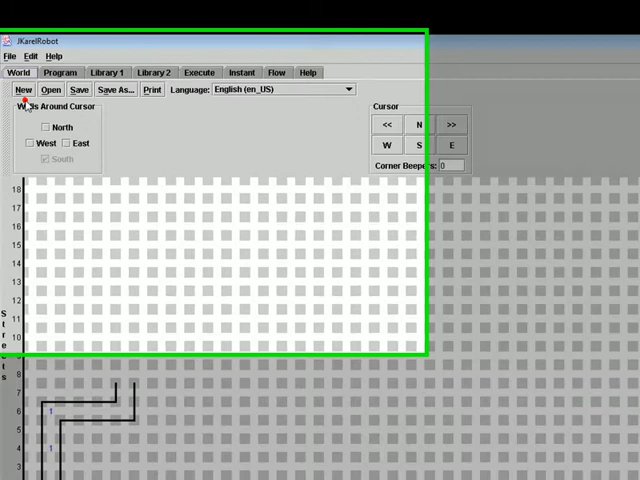 JKarelRobot
File Edit Help
World Program Library 1 Library 2 Execute Instant Flow Help
New Open Save Save As... Print Language: English (en_US)
Walls Around Cursor
North
West East
South
Cursor
<< N >>
W S E
Corner Beepers: 0
18
17
16
15
14
13
12
11
10
9
8
7
6 1
5
4 1
3
Streets